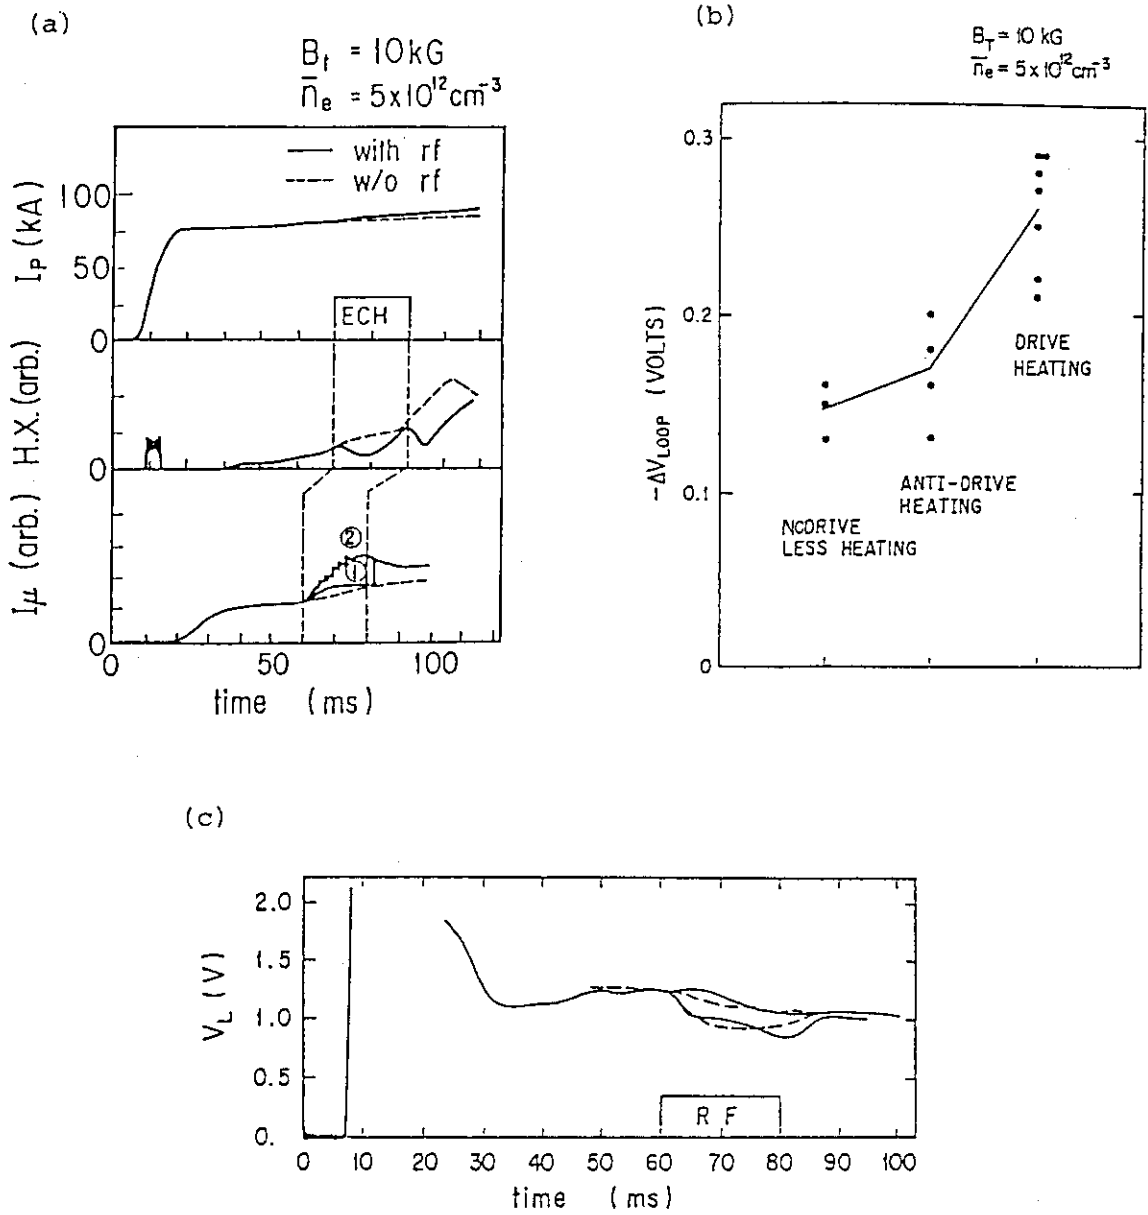 (a)
B_t = 10kG
n̅_e = 5x10^12 cm^-3
with rf
w/o rf
I_P (kA)
100
50
0
ECH
H.X. (arb.)
0
Iμ (arb.)
②
①
0
0 50 100
time (ms)
(b)
B_T = 10 kG
n̅_e = 5x10^12 cm^-3
-ΔV_LOOP (VOLTS)
0.3
0.2
0.1
0
DRIVE
HEATING
ANTI-DRIVE
HEATING
NODRIVE
LESS HEATING
(c)
V_L (V)
2.0
1.5
1.0
0.5
0.
RF
0 10 20 30 40 50 60 70 80 90 100
time (ms)